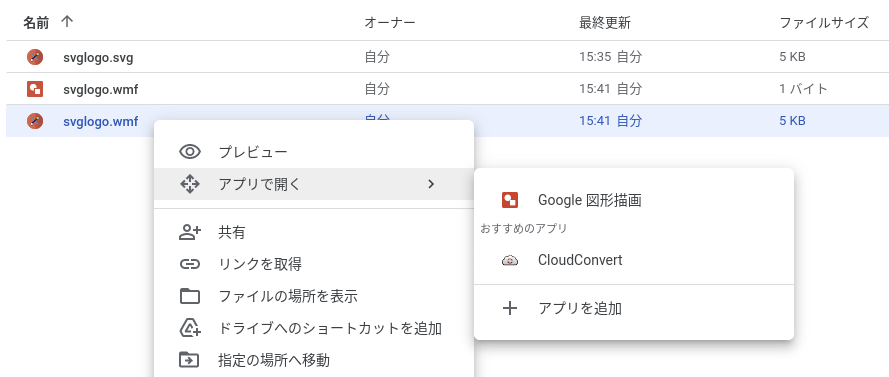 名前 オーナー 最終更新 ファイルサイズ
svglogo.svg 自分 15:35 自分 5 KB
svglogo.wmf 自分 15:41 自分 1 バイト
svglogo.wmf 自分 15:41 自分 5 KB
プレビュー
アプリで開く
共有
リンクを取得
ファイルの場所を表示
ドライブへのショートカットを追加
指定の場所へ移動
Google 図形描画
おすすめのアプリ
CloudConvert
アプリを追加